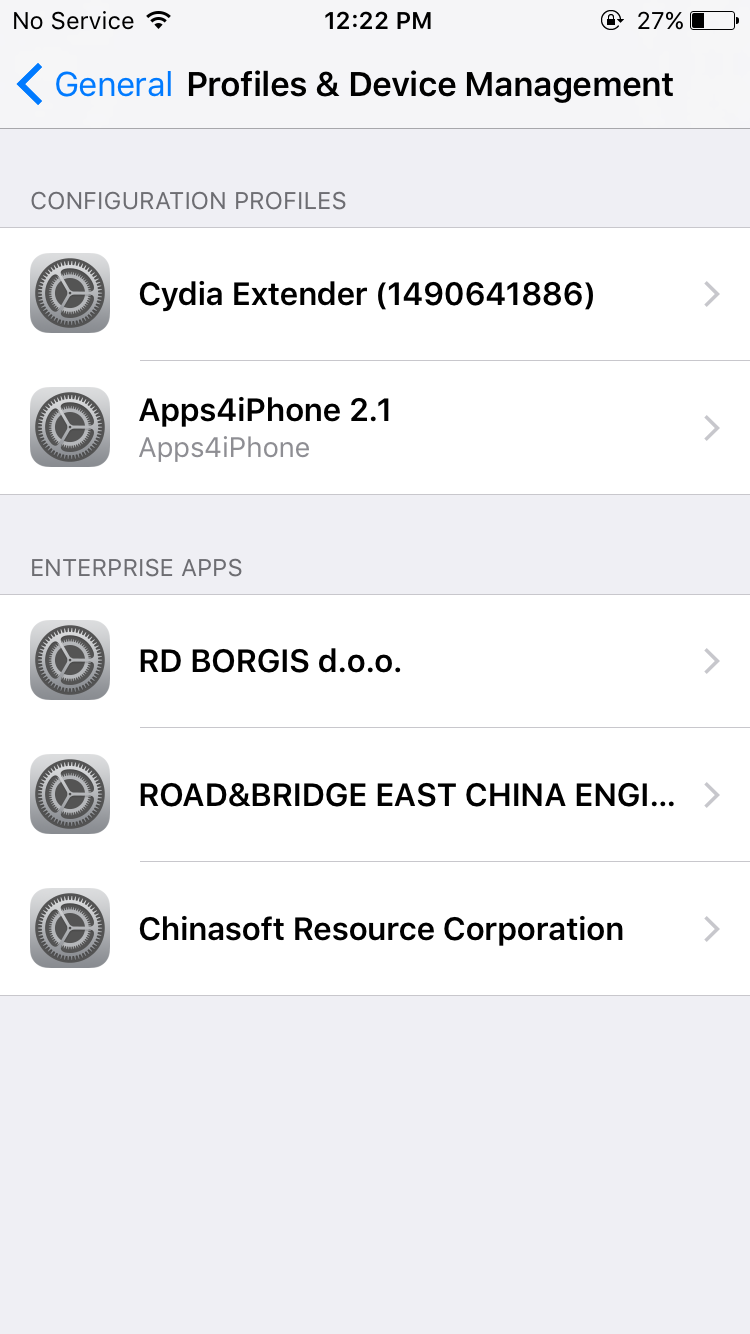 No Service 12:22 PM 27%
General Profiles & Device Management
CONFIGURATION PROFILES
Cydia Extender (1490641886)
Apps4iPhone 2.1
Apps4iPhone
ENTERPRISE APPS
RD BORGIS d.o.o.
ROAD&BRIDGE EAST CHINA ENGI...
Chinasoft Resource Corporation